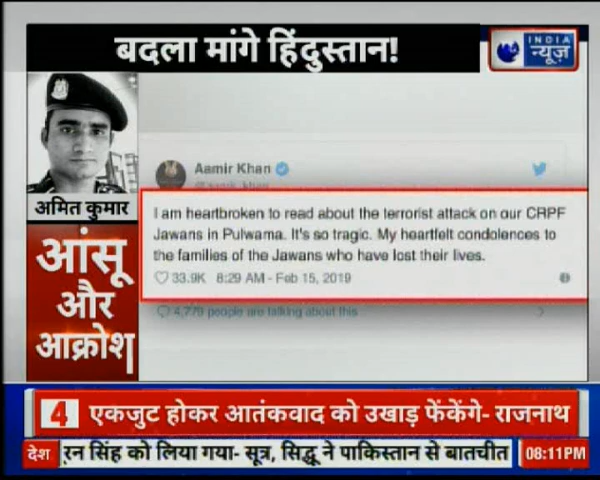 बदला मांगे हिंदुस्तान!
INDIA
न्यूज़
अमित कुमार
आंसू
और
आक्रोश
Aamir Khan
I am heartbroken to read about the terrorist attack on our CRPF
Jawans in Pulwama. It's so tragic. My heartfelt condolences to
the families of the Jawans who have lost their lives.
33.9K 8:29 AM - Feb 15, 2019
4,779 people are talking about this
4 एकजुट होकर आतंकवाद को उखाड़ फेंकेंगे- राजनाथ
देश रन सिंह को लिया गया- सूत्र, सिद्धू ने पाकिस्तान से बातचीत 08:11PM